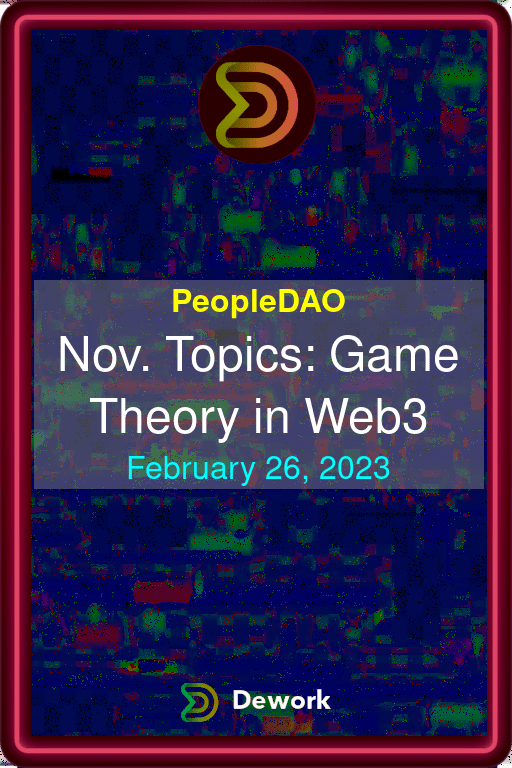 PeopleDAO
Nov. Topics: Game
Theory in Web3
February 26, 2023
Dework